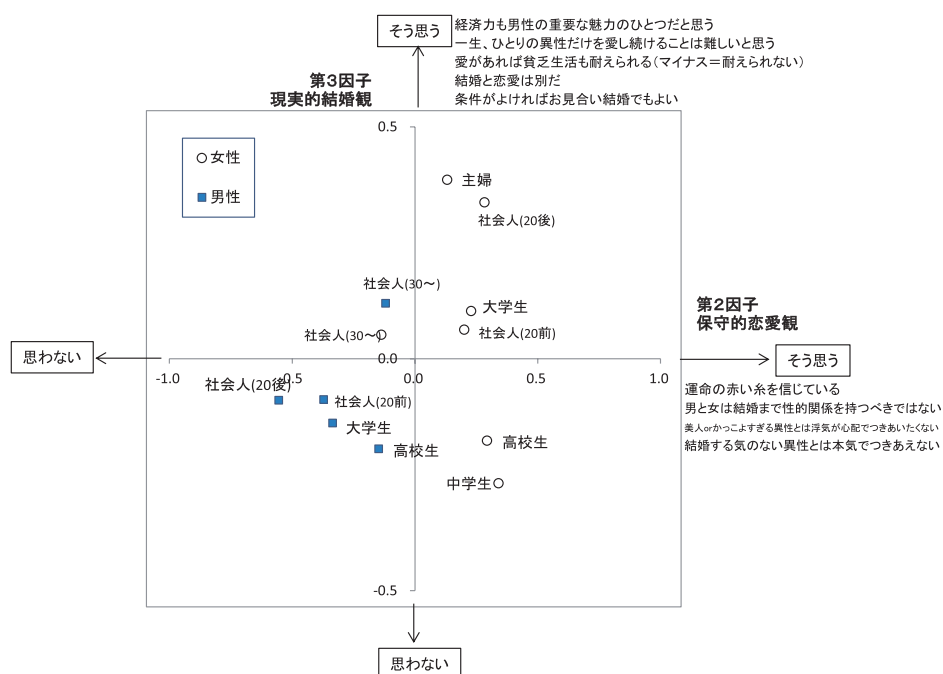 そう思う
経済力も男性の重要な魅力のひとつだと思う
一生、ひとりの異性だけを愛し続けることは難しいと思う
愛があれば貧乏生活も耐えられる(マイナス=耐えられない)
結婚と恋愛は別だ
条件がよければお見合い結婚でもよい
第3因子
現実的結婚観
0.5
女性
男性
主婦
社会人(20後)
社会人(30～)
大学生
社会人(20前)
社会人(30～)
第2因子
保守的恋愛観
思わない
0.0
そう思う
-1.0
-0.5
0.0
0.5
1.0
社会人(20後)
社会人(20前)
大学生
高校生
高校生
中学生
運命の赤い糸を信じている
男と女は結婚まで性的関係を持つべきではない
美人orかっこよすぎる異性とは浮気が心配でつきあいたくない
結婚する気のない異性とは本気でつきあえない
-0.5
思わない